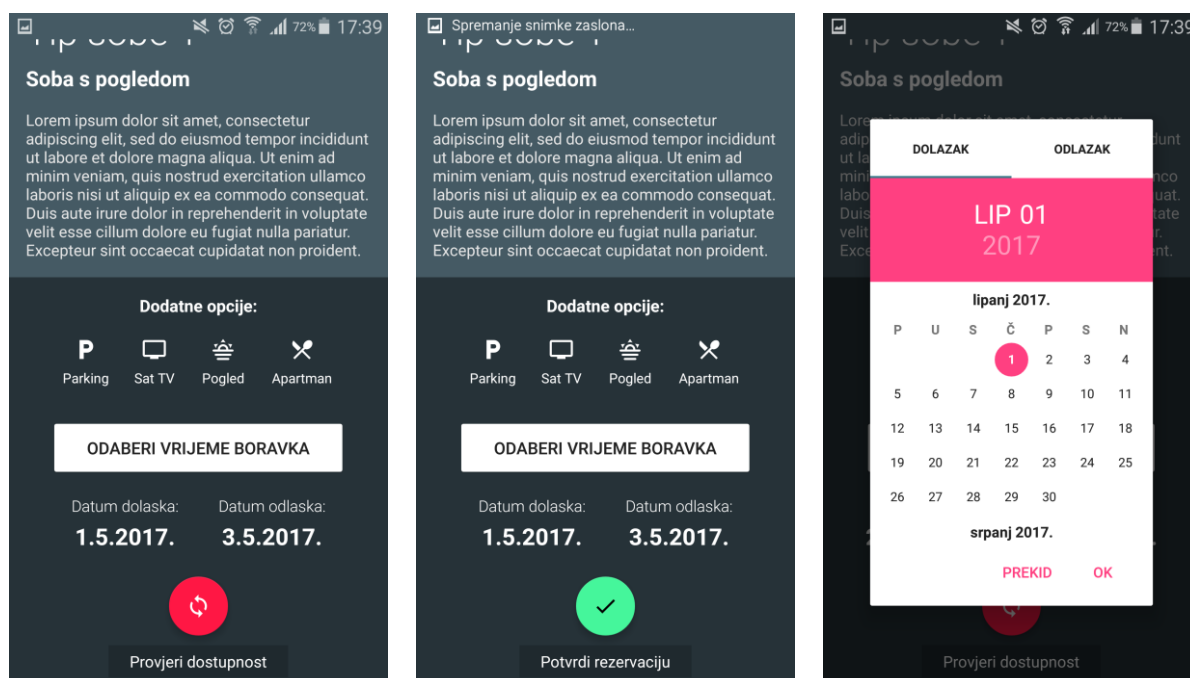 72% 17:39
Soba s pogledom
Lorem ipsum dolor sit amet, consectetur
adipiscing elit, sed do eiusmod tempor incididunt
ut labore et dolore magna aliqua. Ut enim ad
minim veniam, quis nostrud exercitation ullamco
laboris nisi ut aliquip ex ea commodo consequat.
Duis aute irure dolor in reprehenderit in voluptate
velit esse cillum dolore eu fugiat nulla pariatur.
Excepteur sint occaecat cupidatat non proident.
Dodatne opcije:
Parking Sat TV Pogled Apartman
ODABERI VRIJEME BORAVKA
Datum dolaska: Datum odlaska:
1.5.2017. 3.5.2017.
Provjeri dostupnost
Spremanje snimke zaslona...
Soba s pogledom
Lorem ipsum dolor sit amet, consectetur
adipiscing elit, sed do eiusmod tempor incididunt
ut labore et dolore magna aliqua. Ut enim ad
minim veniam, quis nostrud exercitation ullamco
laboris nisi ut aliquip ex ea commodo consequat.
Duis aute irure dolor in reprehenderit in voluptate
velit esse cillum dolore eu fugiat nulla pariatur.
Excepteur sint occaecat cupidatat non proident.
Dodatne opcije:
Parking Sat TV Pogled Apartman
ODABERI VRIJEME BORAVKA
Datum dolaska: Datum odlaska:
1.5.2017. 3.5.2017.
Potvrdi rezervaciju
72% 17:39
Soba s pogledom
DOLAZAK ODLAZAK
LIP 01
2017
lipanj 2017.
P U S Č P S N
1 2 3 4
5 6 7 8 9 10 11
12 13 14 15 16 17 18
19 20 21 22 23 24 25
26 27 28 29 30
srpanj 2017.
PREKID OK
Provjeri dostupnost